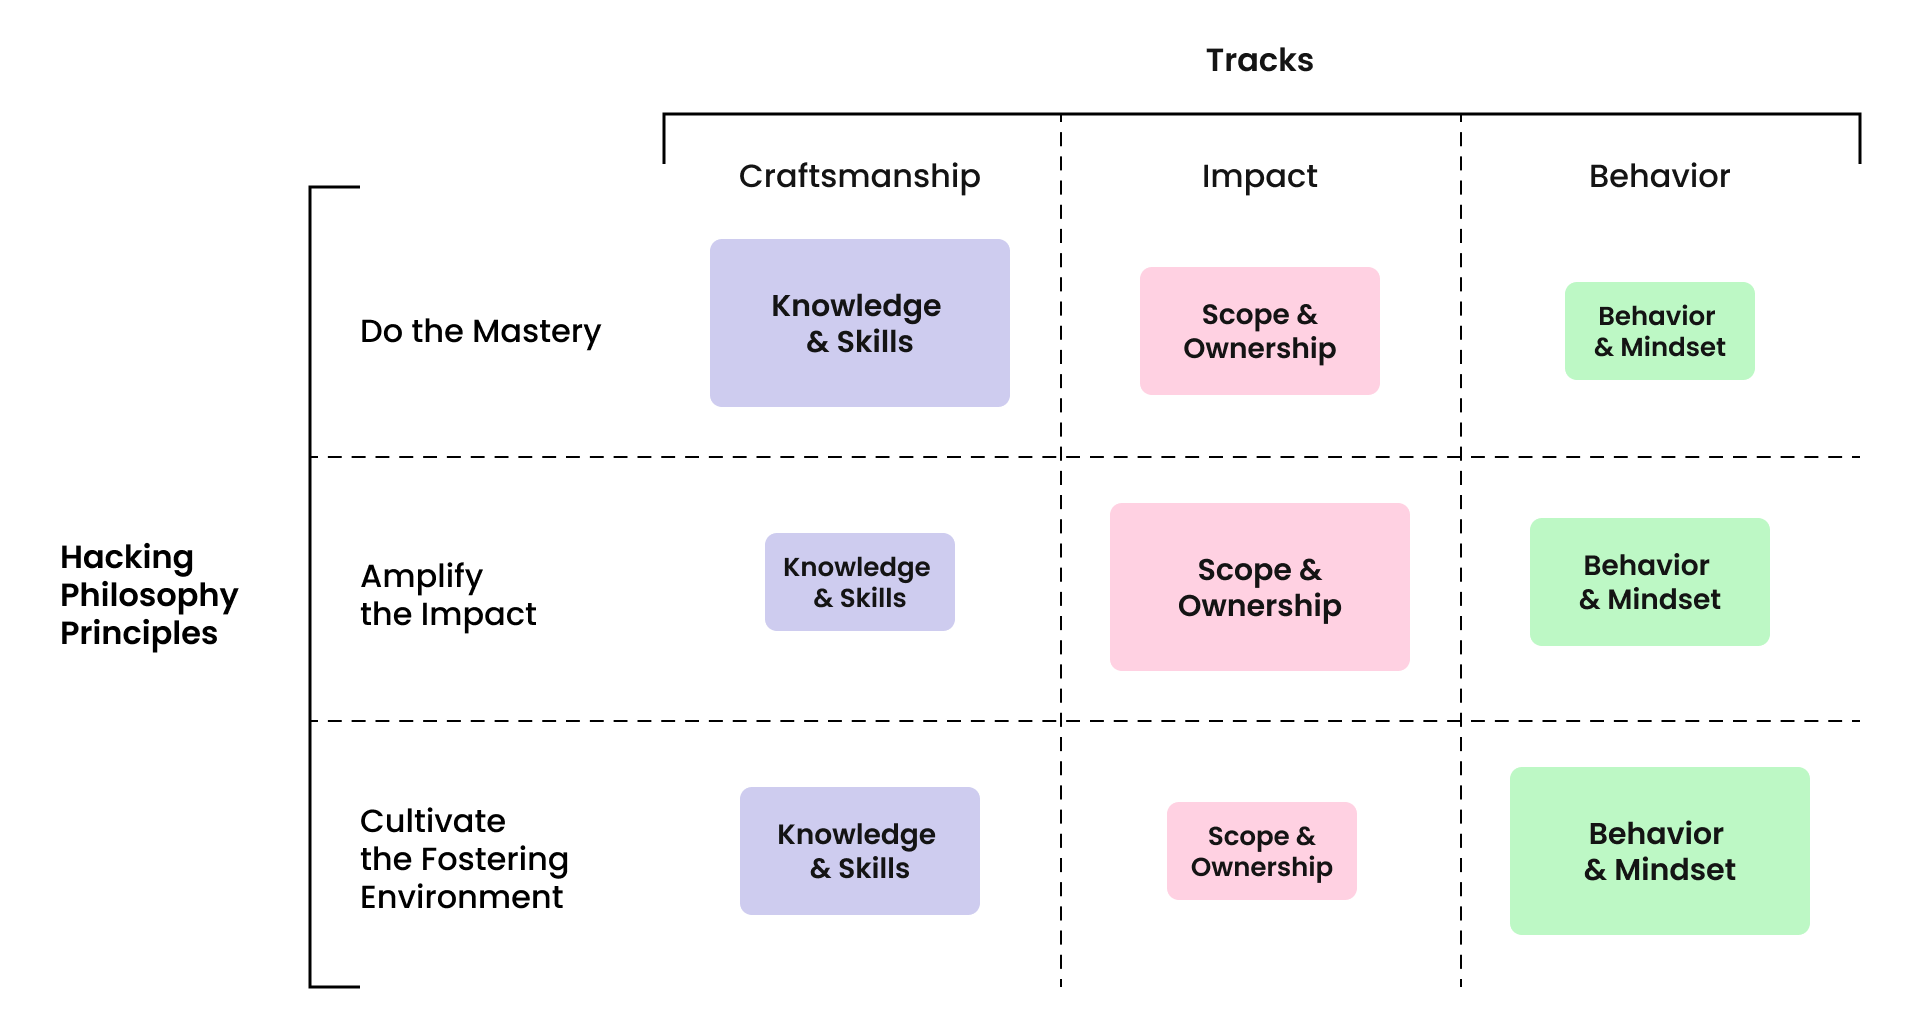 Tracks
Craftsmanship
Impact
Behavior
Hacking
Philosophy
Principles
Do the Mastery
Knowledge
& Skills
Scope &
Ownership
Behavior
& Mindset
Amplify
the Impact
Knowledge
& Skills
Scope &
Ownership
Behavior
& Mindset
Cultivate
the Fostering
Environment
Knowledge
& Skills
Scope &
Ownership
Behavior
& Mindset